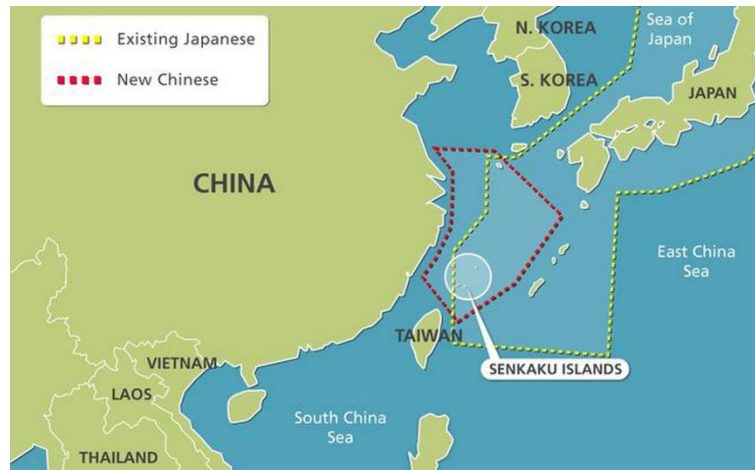 Existing Japanese
New Chinese
N. KOREA
S. KOREA
Sea of
Japan
JAPAN
CHINA
East China
Sea
TAIWAN
SENKAKU ISLANDS
VIETNAM
LAOS
THAILAND
South China
Sea